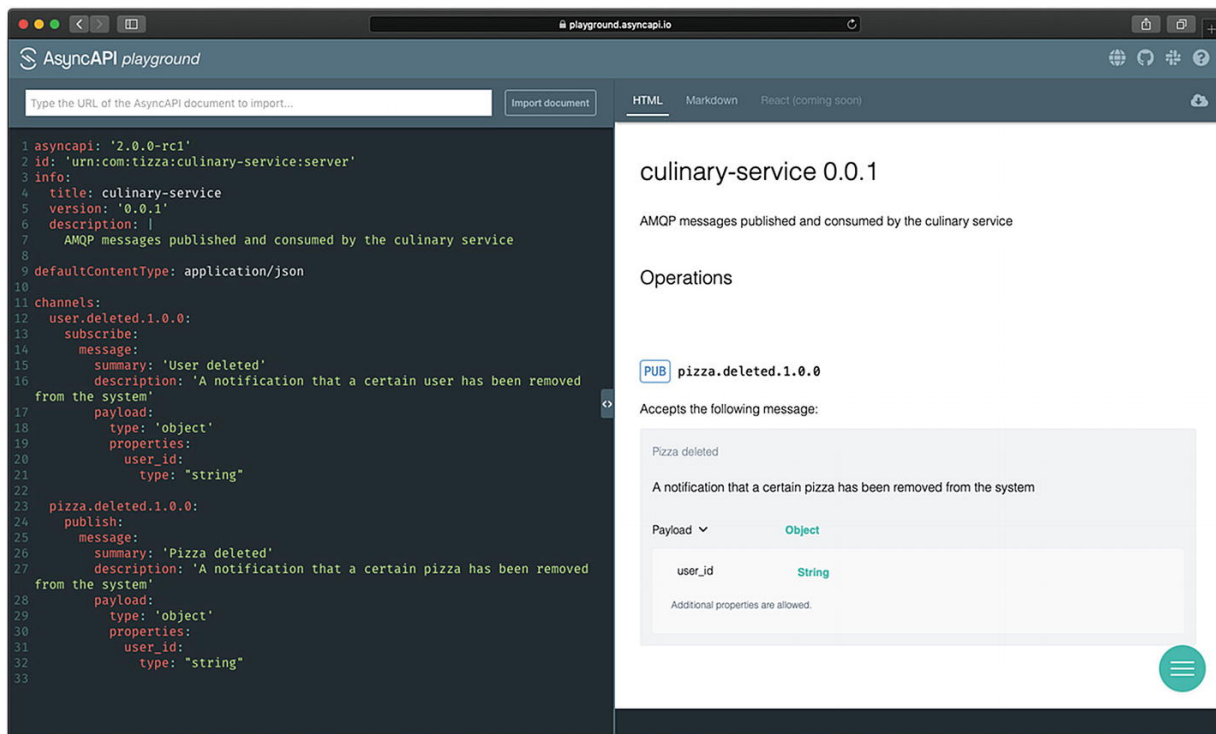 playground.asyncapi.io
AsyncAPI playground
Type the URL of the AsyncAPI document to import...
Import document
1 asyncapi: '2.0.0-rc1'
2 id: 'urn:com:tizza:culinary-service:server'
3 info:
4   title: culinary-service
5   version: '0.0.1'
6   description: |
7     AMQP messages published and consumed by the culinary service
8
9 defaultContentType: application/json
10
11 channels:
12   user.deleted.1.0.0:
13     subscribe:
14       message:
15         summary: 'User deleted'
16         description: 'A notification that a certain user has been removed
from the system'
17         payload:
18           type: 'object'
19           properties:
20             user_id:
21               type: "string"
22
23   pizza.deleted.1.0.0:
24     publish:
25       message:
26         summary: 'Pizza deleted'
27         description: 'A notification that a certain pizza has been removed
from the system'
28         payload:
29           type: 'object'
30           properties:
31             user_id:
32               type: "string"
33
HTML Markdown React (coming soon)
culinary-service 0.0.1
AMQP messages published and consumed by the culinary service
Operations
PUB pizza.deleted.1.0.0
Accepts the following message:
Pizza deleted
A notification that a certain pizza has been removed from the system
Payload Object
user_id String
Additional properties are allowed.